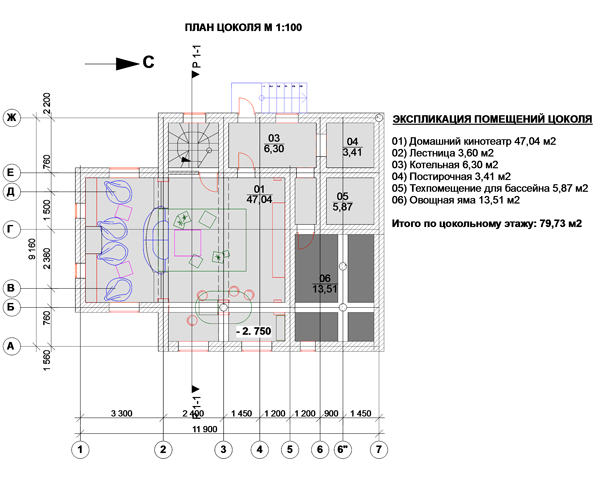 ПЛАН ЦОКОЛЯ М 1:100
С
Р 1-1
Ж
Е
Д
Г
В
Б
А
2 200
760
1 500
2 380
760
1 560
9 160
03
6,30
04
3,41
01
47,04
05
5,87
06
13,51
- 2. 750
Р 1-1
3 300
2 400
1 450
1 200
1 200
900
1 450
11 900
1
2
3
4
5
6
6"
7
ЭКСПЛИКАЦИЯ ПОМЕЩЕНИЙ ЦОКОЛЯ
01) Домашний кинотеатр 47,04 м2
02) Лестница 3,60 м2
03) Котельная 6,30 м2
04) Постирочная 3,41 м2
05) Техпомещение для бассейна 5,87 м2
06) Овощная яма 13,51 м2
Итого по цокольному этажу: 79,73 м2